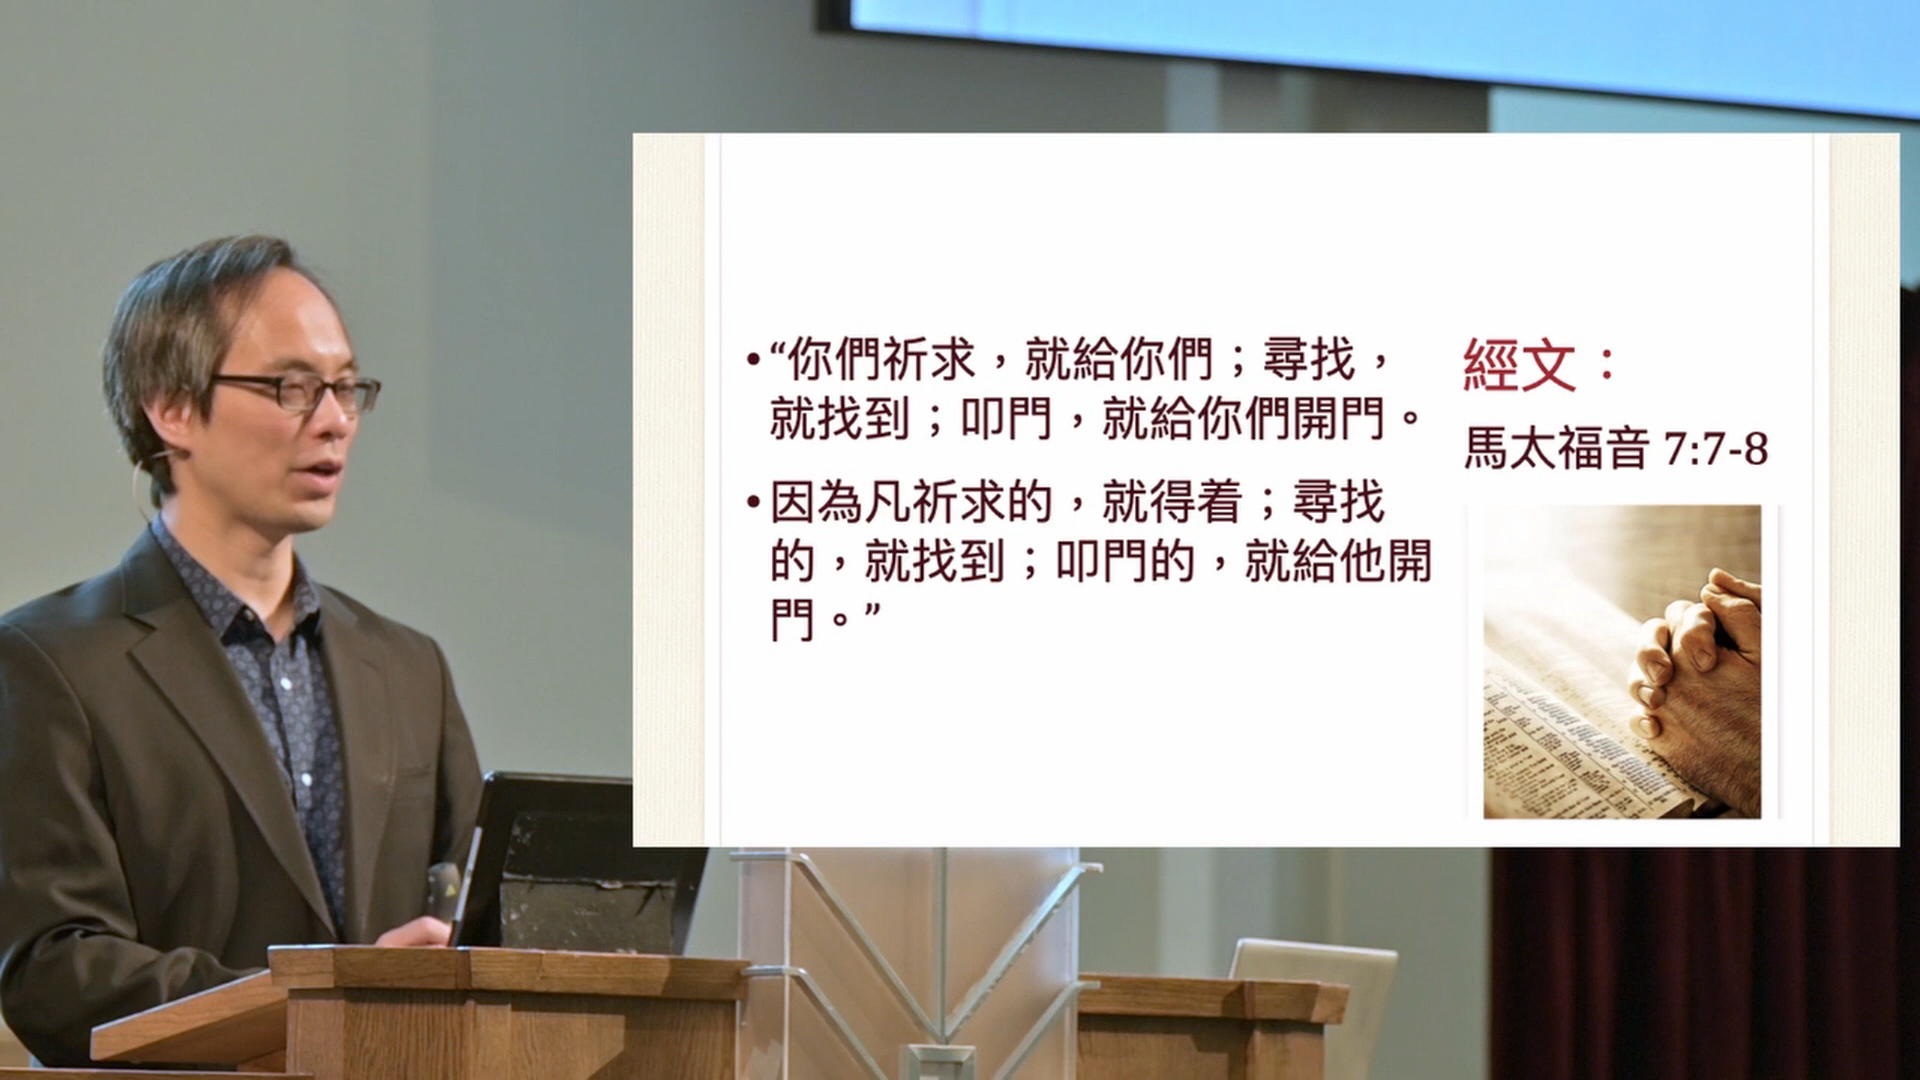 •“你們祈求，就給你們；尋找，
就找到；叩門，就給你們開門。
•因為凡祈求的，就得着；尋找
的，就找到；叩門的，就給他開
門。”
經文：
馬太福音 7:7-8